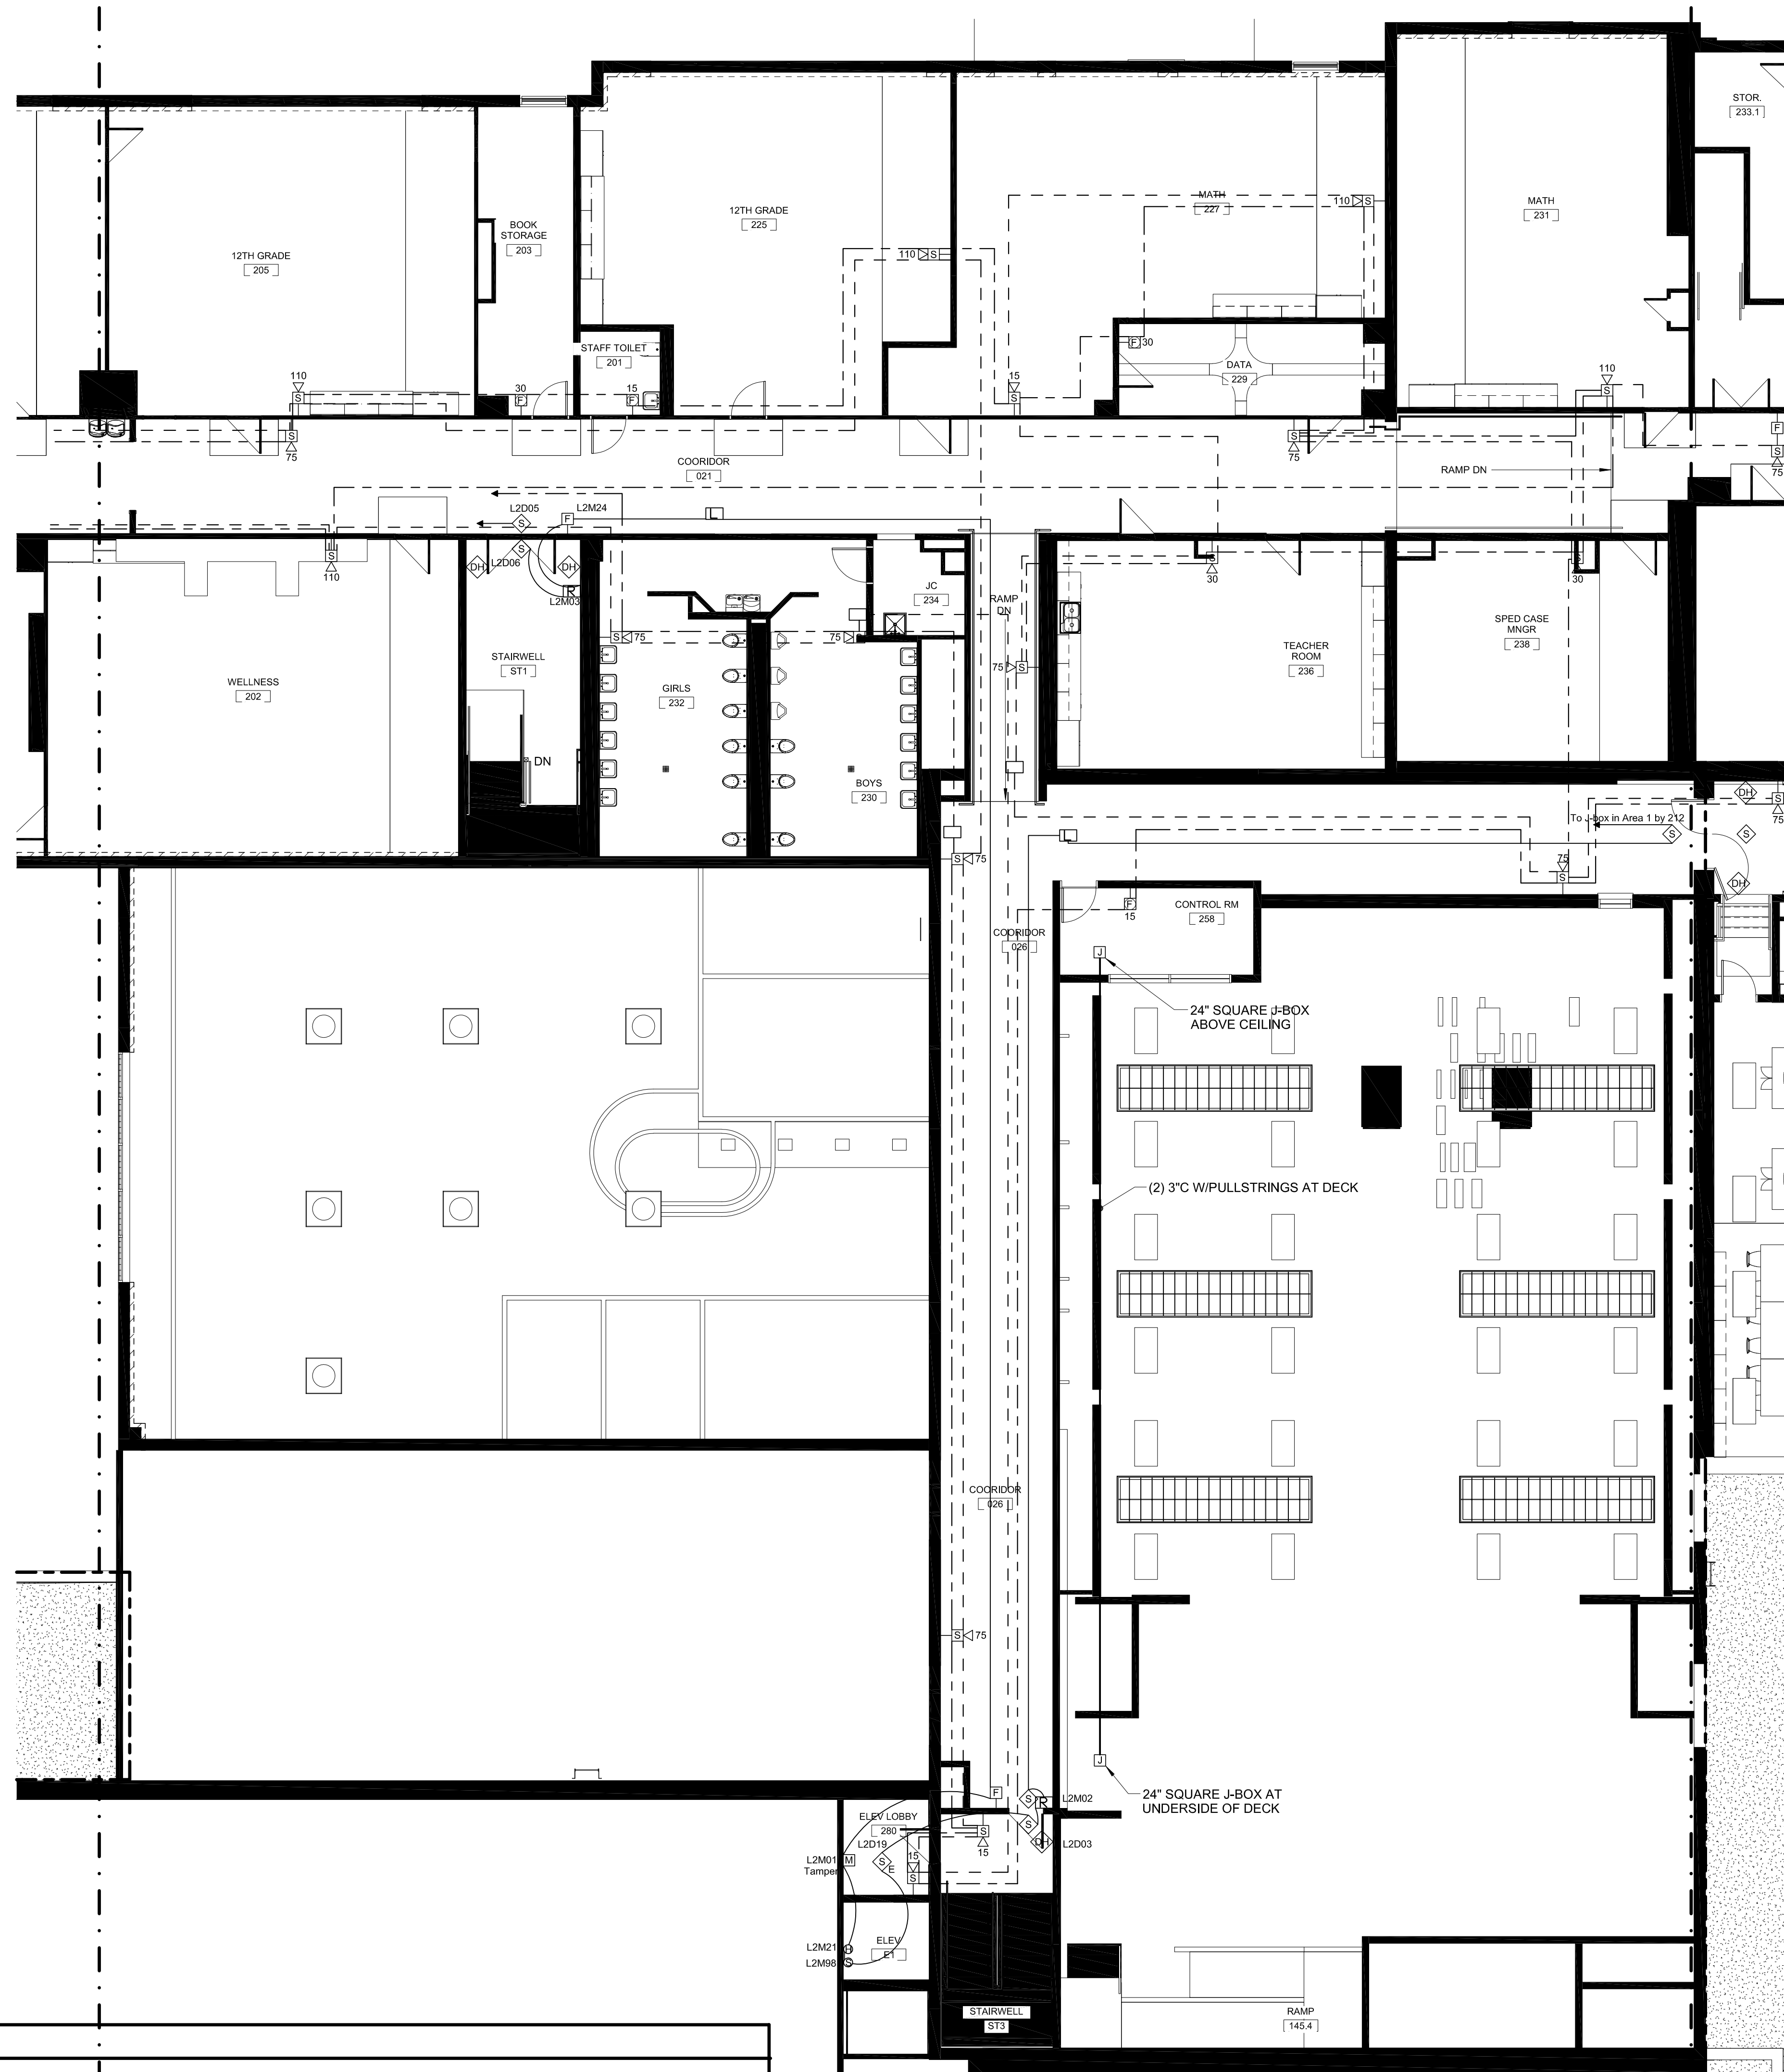 STOR.
233.1
MATH
227
110
S
MATH
231
12TH GRADE
225
BOOK
STORAGE
203
12TH GRADE
205
110
S
F
30
STAFF TOILET
201
DATA
229
110
S
30
F
15
F
15
S
110
S
S
75
S
75
F
S
75
COORIDOR
021
RAMP DN
L2D05
S
L2M24
F
L
S
110
DH
S
L2D06
DH
R
L2M03
S
30
S
30
JC
234
RAMP
DN
SPED CASE
MNGR
238
S
75
75
TEACHER
ROOM
236
STAIRWELL
ST1
75
S
WELLNESS
202
GIRLS
232
DN
BOYS
230
DH
S
75
To J-box in Area 1 by 212
S
S
L
S
75
75
S
DH
F
15
CONTROL RM
258
COORIDOR
026
J
24" SQUARE J-BOX
ABOVE CEILING
(2) 3"C W/PULLSTRINGS AT DECK
COORIDOR
026
S
75
J
24" SQUARE J-BOX AT
UNDERSIDE OF DECK
F
S
R
L2M02
ELEV LOBBY
280
S
15
S
DH
L2D03
L2D19
L2M01
Tamper
M
S
E
15
S
ELEV
E1
L2M21
H
L2M98
S
STAIRWELL
ST3
RAMP
145.4